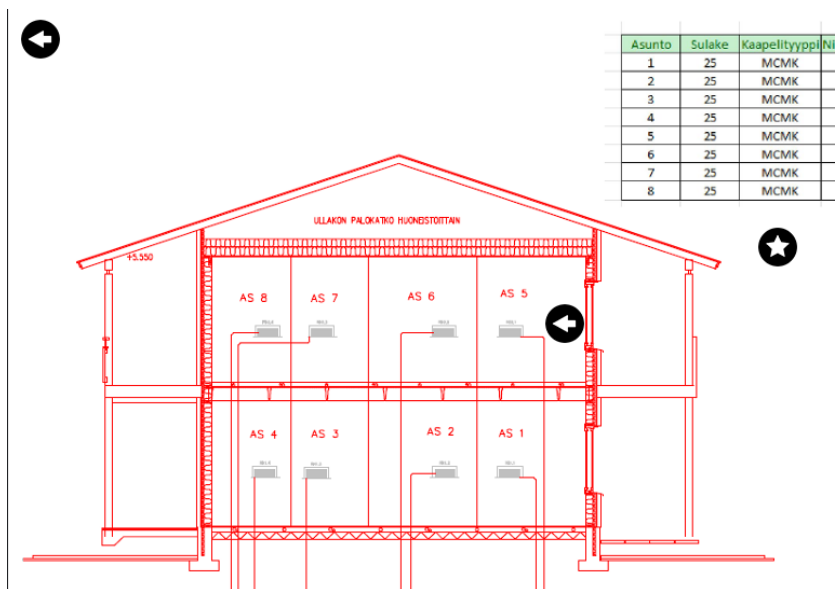 Asunto Sulake Kaapelityyppi Ni
1 25 MCMK
2 25 MCMK
3 25 MCMK
4 25 MCMK
5 25 MCMK
6 25 MCMK
7 25 MCMK
8 25 MCMK
ULLAKON PALOKATKO HUONEISTOITTAIN
+5.550
AS 8 AS 7 AS 6 AS 5
AS 4 AS 3 AS 2 AS 1